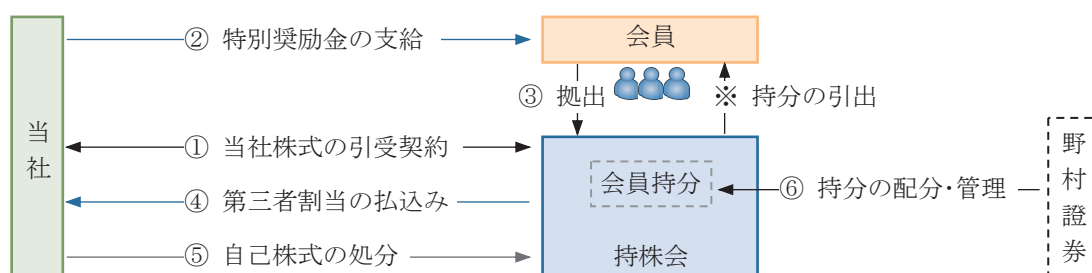 ② 特別奨励金の支給
会員
③ 拠出
※ 持分の引出
当社
① 当社株式の引受契約
会員持分
⑥ 持分の配分・管理
④ 第三者割当の払込み
⑤ 自己株式の処分
持株会
野村證券